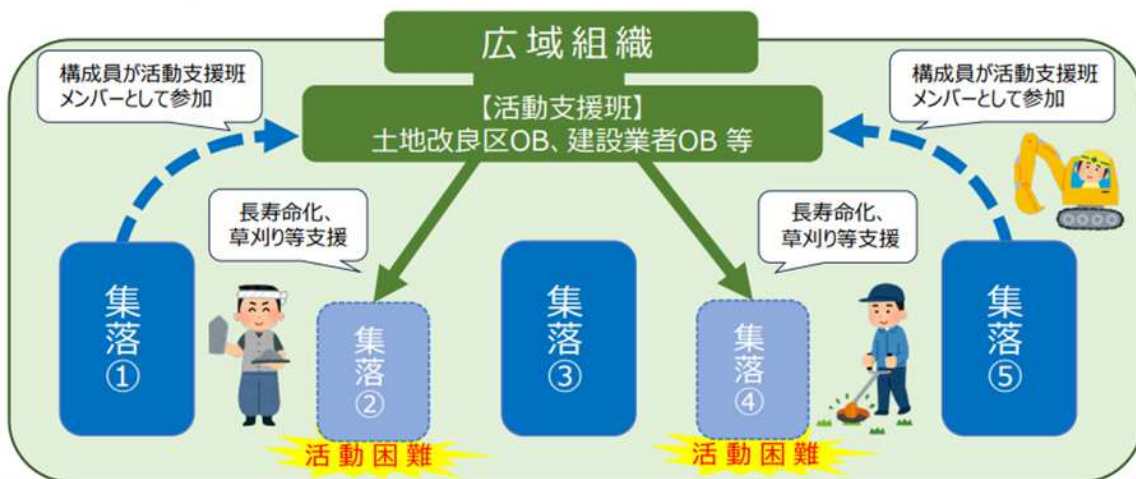 広域組織
【活動支援班】
土地改良区OB、建設業者OB 等
構成員が活動支援班
メンバーとして参加
構成員が活動支援班
メンバーとして参加
長寿命化、
草刈り等支援
長寿命化、
草刈り等支援
集落①
集落②
集落③
集落④
集落⑤
活動困難
活動困難